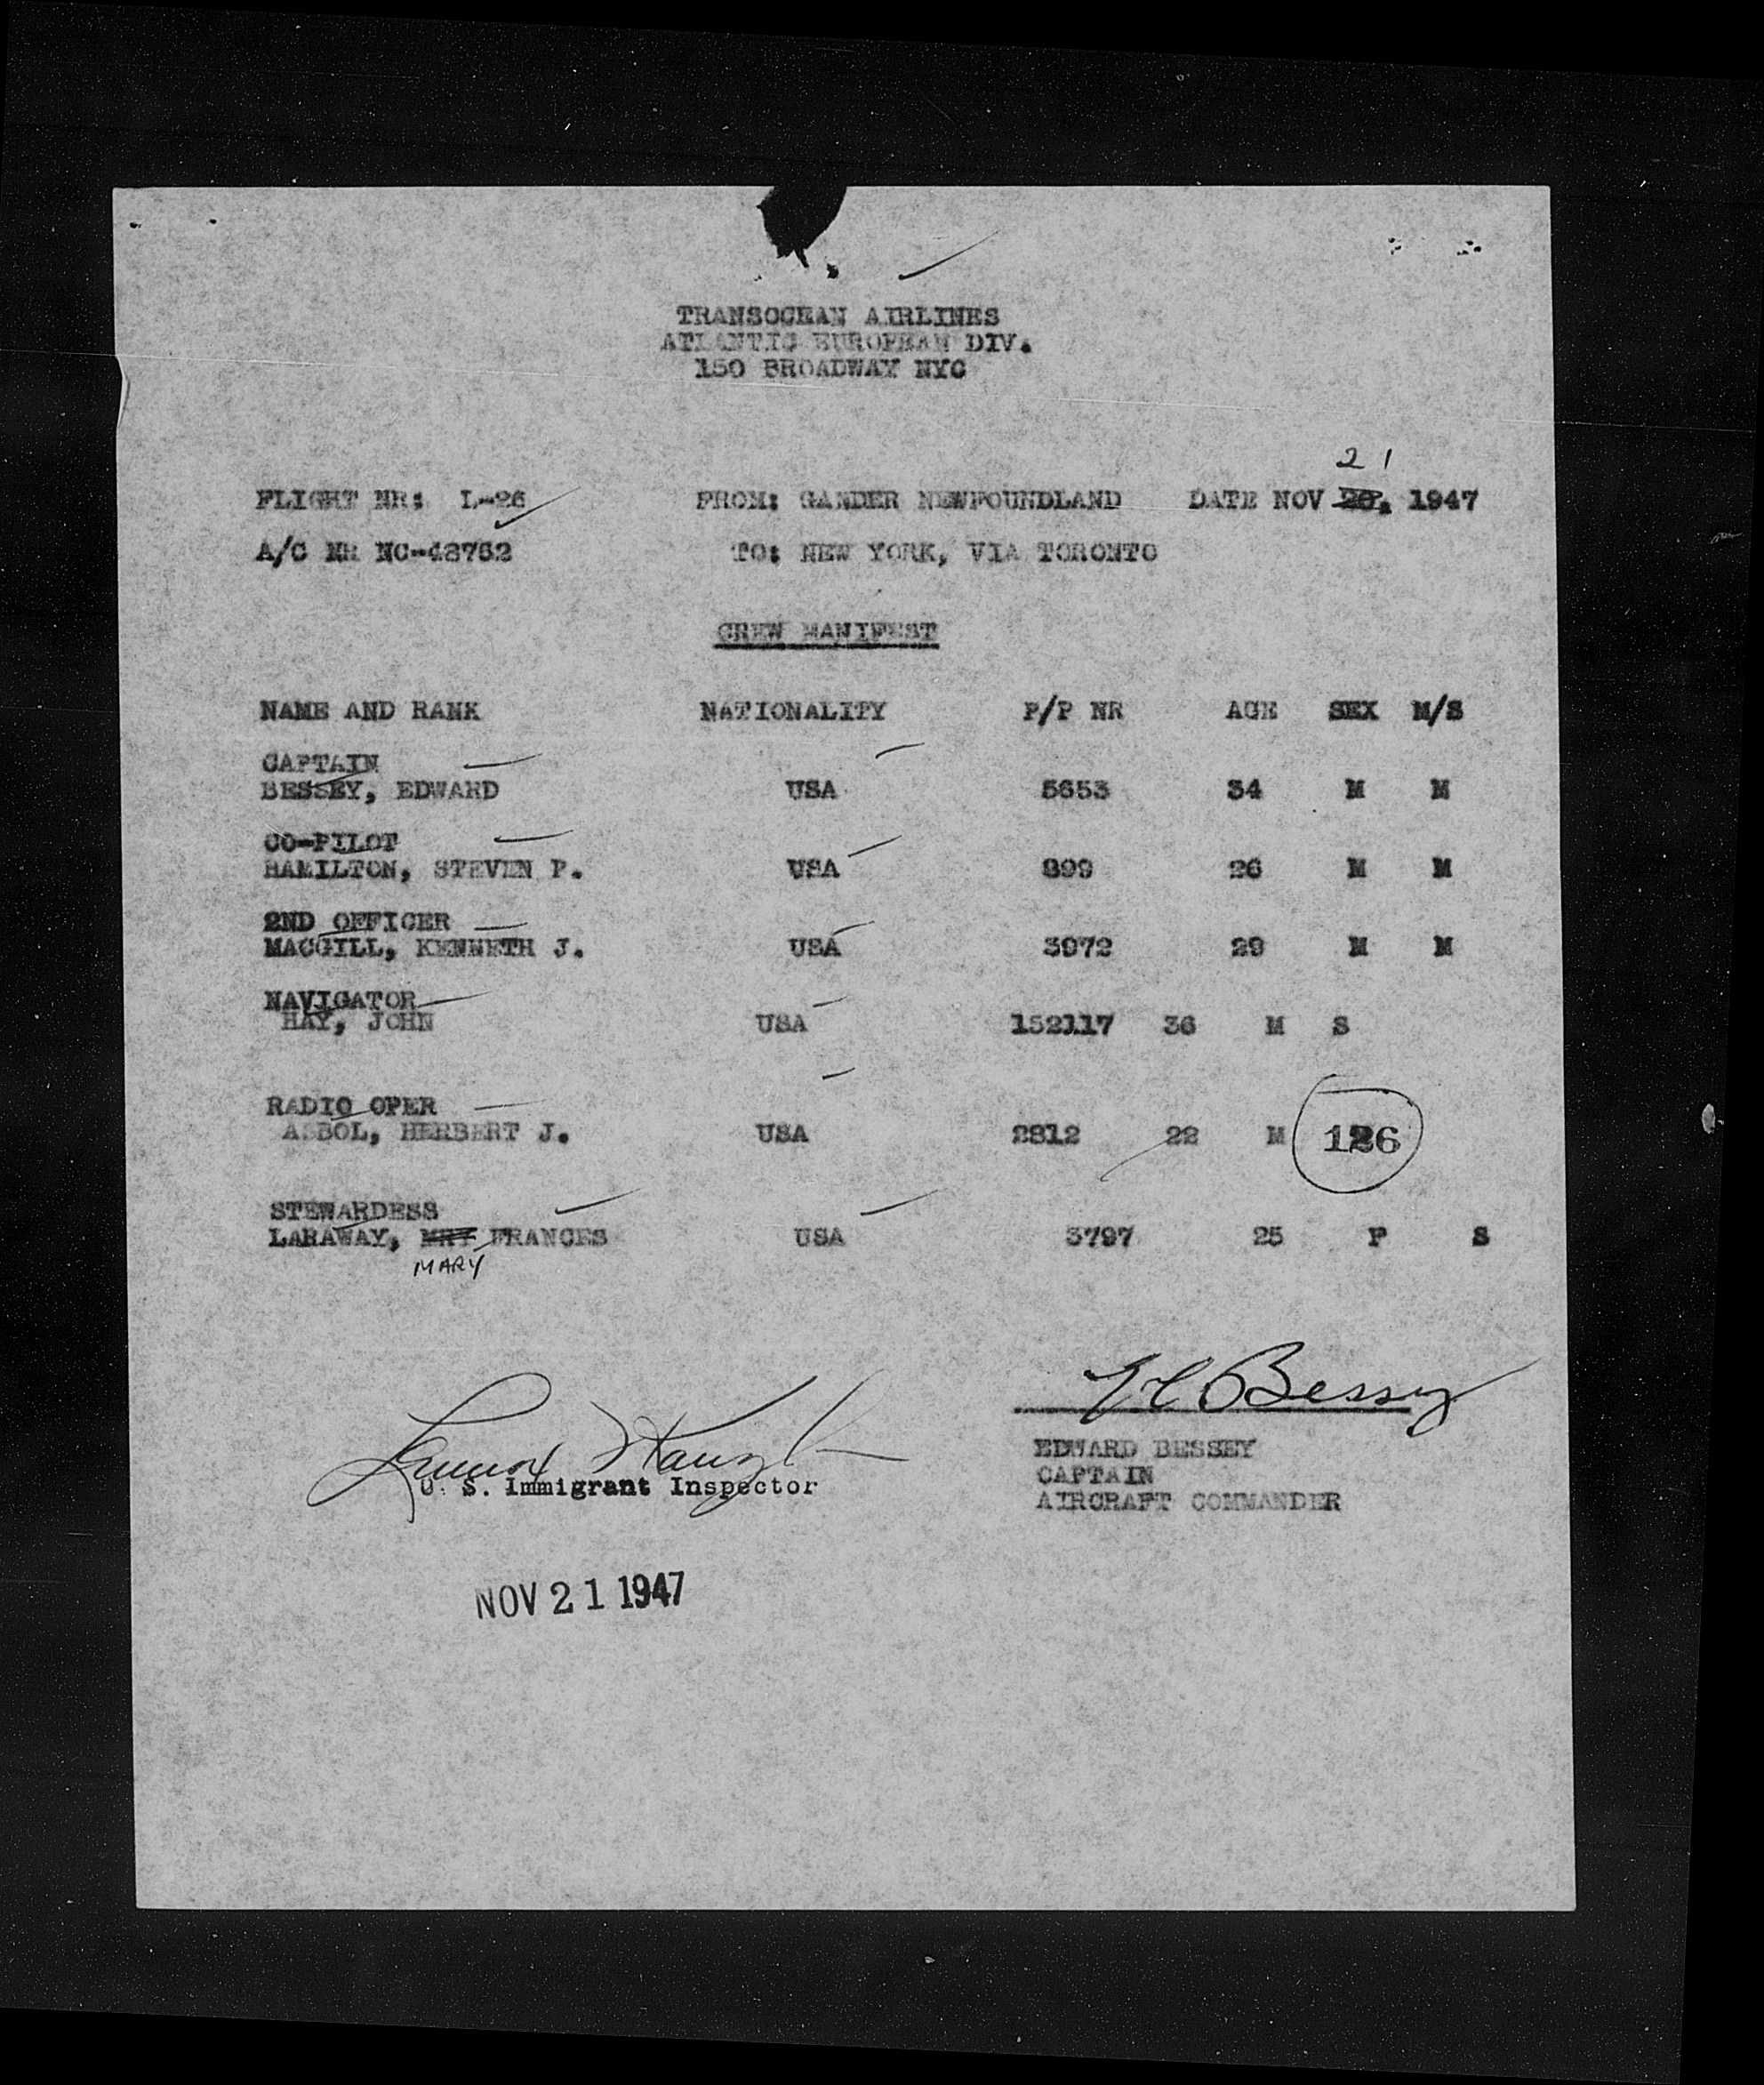 TRANSOCEAN AIRLINES
ATLANTIC EUROPEAN DIV.
150 BROADWAY NYC
21
FLIGHT NR: L-26 FROM: GANDER NEWFOUNDLAND DATE NOV 20, 1947
A/C NR NC-48762 TO: NEW YORK, VIA TORONTO
CREW MANIFEST
NAME AND RANK NATIONALITY P/P NR AGE SEX M/S
CAPTAIN
BESSEY, EDWARD USA 5653 34 M M
CO-PILOT
HAMILTON, STEVEN P. USA 899 26 M M
2ND OFFICER
MACGILL, KENNETH J. USA 3972 29 M M
NAVIGATOR
HAY, JOHN USA 152117 36 M S
RADIO OPER
HERBERT J. USA 2812 22 M 126
STEWARDESS
LARAWAY, FRANCES USA 3797 25 F S
MARY
Bessey
EDWARD BESSEY
U. S. Immigrant Inspector
CAPTAIN
AIRCRAFT COMMANDER
NOV 21 1947